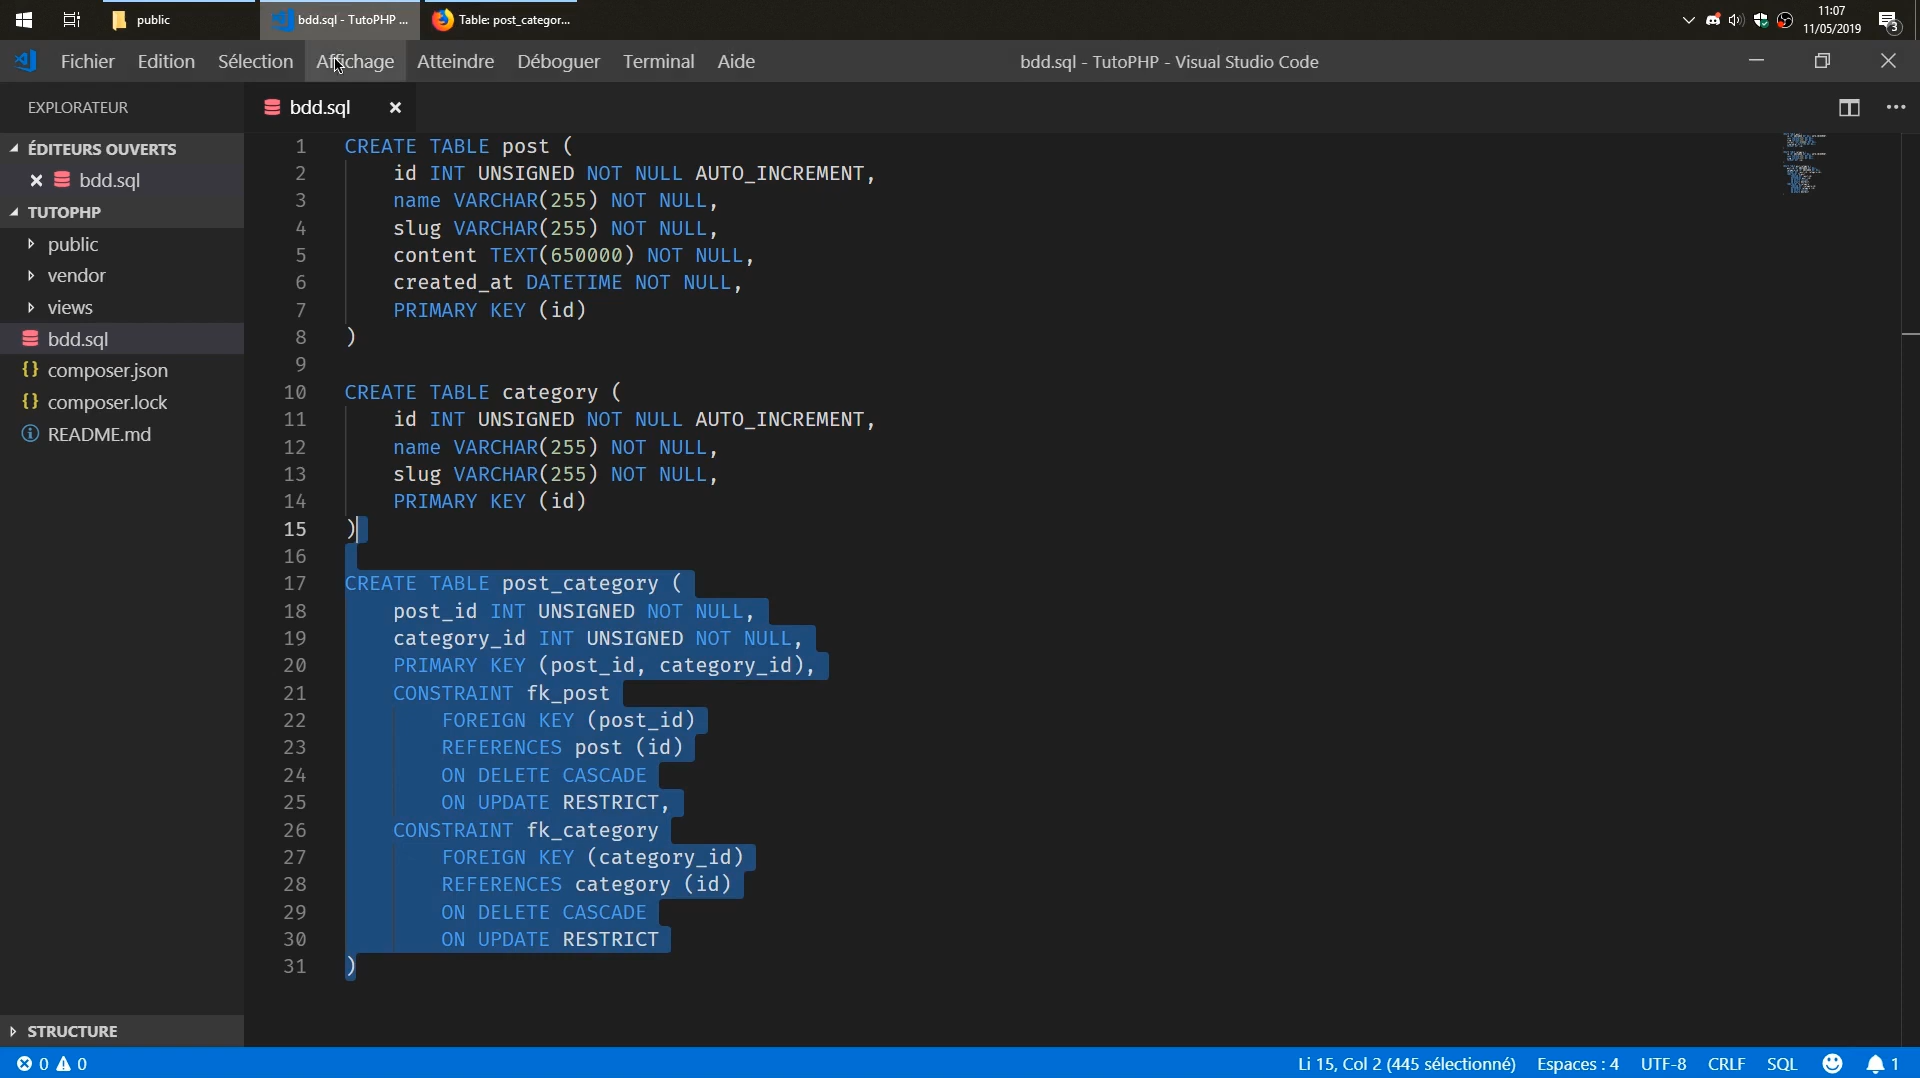 public
bdd.sql - TutoPHP ...
Table: post_categor...
11:07
11/05/2019
3
Fichier Edition Sélection Affichage Atteindre Déboguer Terminal Aide
bdd.sql - TutoPHP - Visual Studio Code
EXPLORATEUR
bdd.sql
ÉDITEURS OUVERTS
bdd.sql
TUTOPHP
public
vendor
views
bdd.sql
composer.json
composer.lock
README.md
STRUCTURE
1 CREATE TABLE post (
2 id INT UNSIGNED NOT NULL AUTO_INCREMENT,
3 name VARCHAR(255) NOT NULL,
4 slug VARCHAR(255) NOT NULL,
5 content TEXT(650000) NOT NULL,
6 created_at DATETIME NOT NULL,
7 PRIMARY KEY (id)
8 )
9
10 CREATE TABLE category (
11 id INT UNSIGNED NOT NULL AUTO_INCREMENT,
12 name VARCHAR(255) NOT NULL,
13 slug VARCHAR(255) NOT NULL,
14 PRIMARY KEY (id)
15 )
16
17 CREATE TABLE post_category (
18 post_id INT UNSIGNED NOT NULL,
19 category_id INT UNSIGNED NOT NULL,
20 PRIMARY KEY (post_id, category_id),
21 CONSTRAINT fk_post
22 FOREIGN KEY (post_id)
23 REFERENCES post (id)
24 ON DELETE CASCADE
25 ON UPDATE RESTRICT,
26 CONSTRAINT fk_category
27 FOREIGN KEY (category_id)
28 REFERENCES category (id)
29 ON DELETE CASCADE
30 ON UPDATE RESTRICT
31 )
0 0
Li 15, Col 2 (445 sélectionné) Espaces : 4 UTF-8 CRLF SQL 1